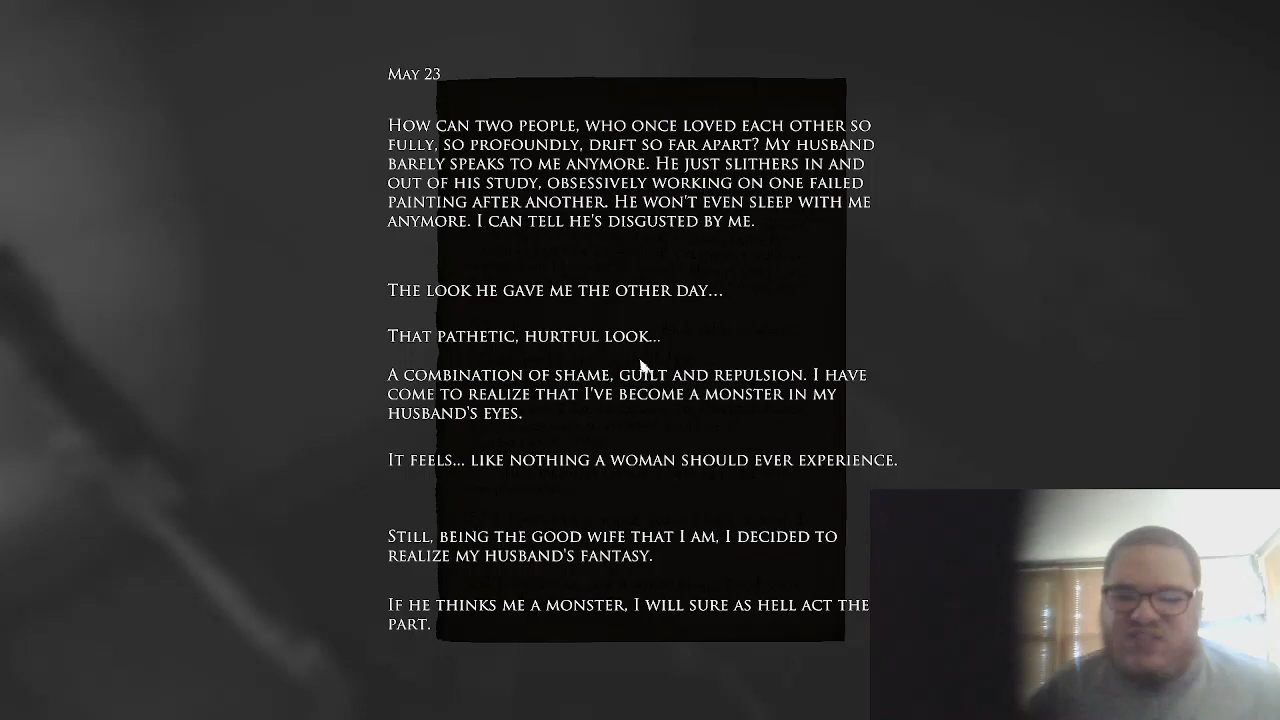 May 23
How can two people, who once loved each other so
fully, so profoundly, drift so far apart? My husband
barely speaks to me anymore. He just slithers in and
out of his study, obsessively working on one failed
painting after another. He won't even sleep with me
anymore. I can tell he's disgusted by me.
The look he gave me the other day...
That pathetic, hurtful look...
A combination of shame, guilt and repulsion. I have
come to realize that I've become a monster in my
husband's eyes.
It feels... like nothing a woman should ever experience.
Still, being the good wife that I am, I decided to
realize my husband's fantasy.
If he thinks me a monster, I will sure as hell act the
part.